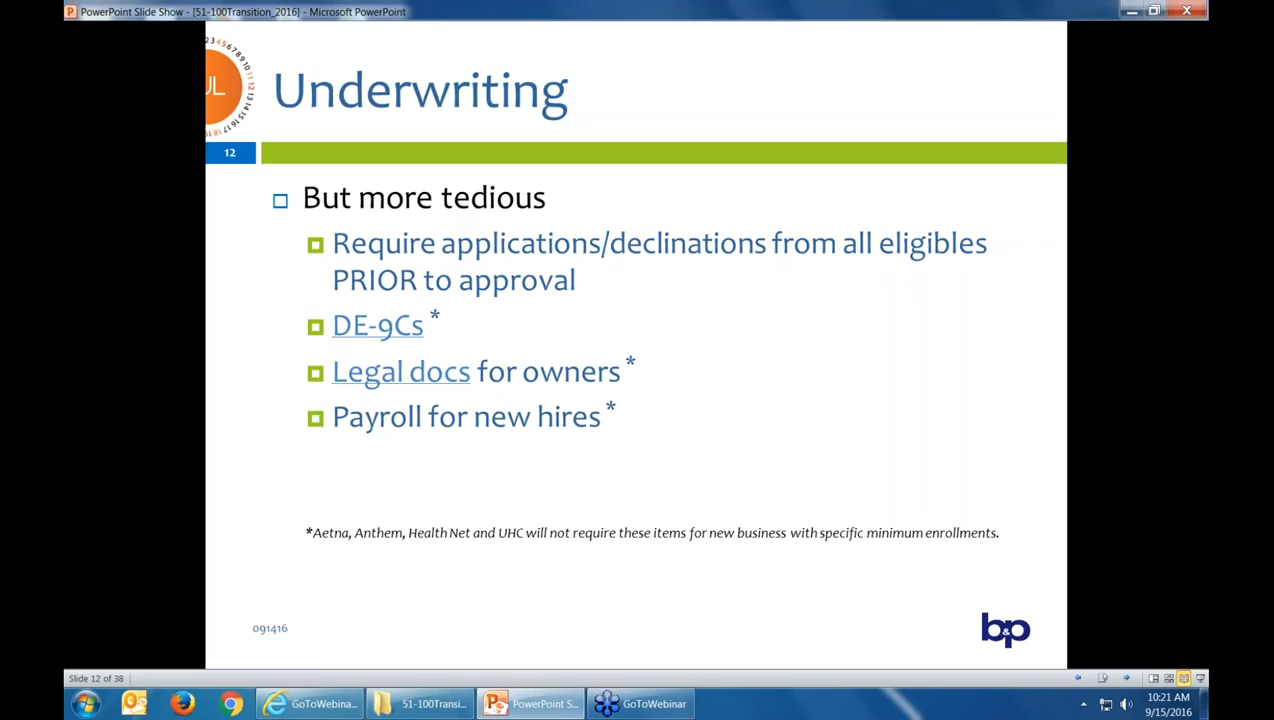 PowerPoint Slide Show - [51-100Transition_2016] - Microsoft PowerPoint
Underwriting
12
But more tedious
Require applications/declinations from all eligibles
PRIOR to approval
DE-9Cs*
Legal docs for owners*
Payroll for new hires*
*Aetna, Anthem, Health Net and UHC will not require these items for new business with specific minimum enrollments.
091416
b&p
Slide 12 of 38
GoToWebina...
51-100Transi...
PowerPoint S...
GoToWebinar
10:21 AM
9/15/2016